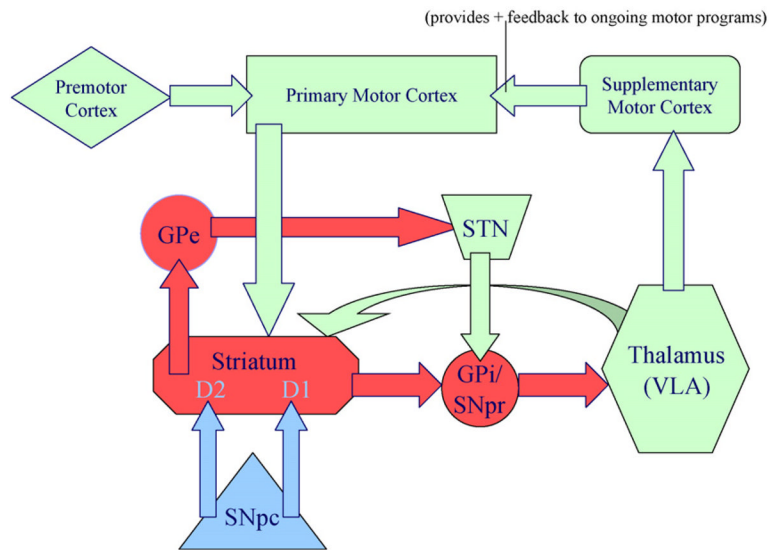 (provides + feedback to ongoing motor programs)
Premotor
Cortex
Primary Motor Cortex
Supplementary
Motor Cortex
GPe
STN
Striatum
D2 D1
GPi/
SNpr
Thalamus
(VLA)
SNpc